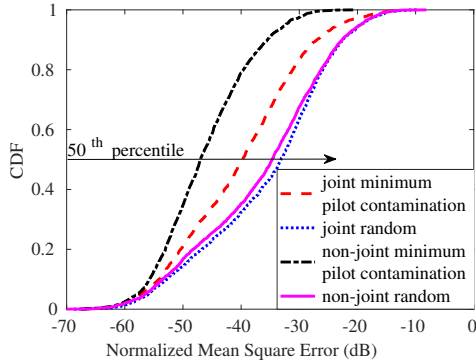 1
0.8
0.6
0.4
0.2
0
CDF
50 th percentile
joint minimum
pilot contamination
joint random
non-joint minimum
pilot contamination
non-joint random
-70 -60 -50 -40 -30 -20 -10 0
Normalized Mean Square Error (dB)